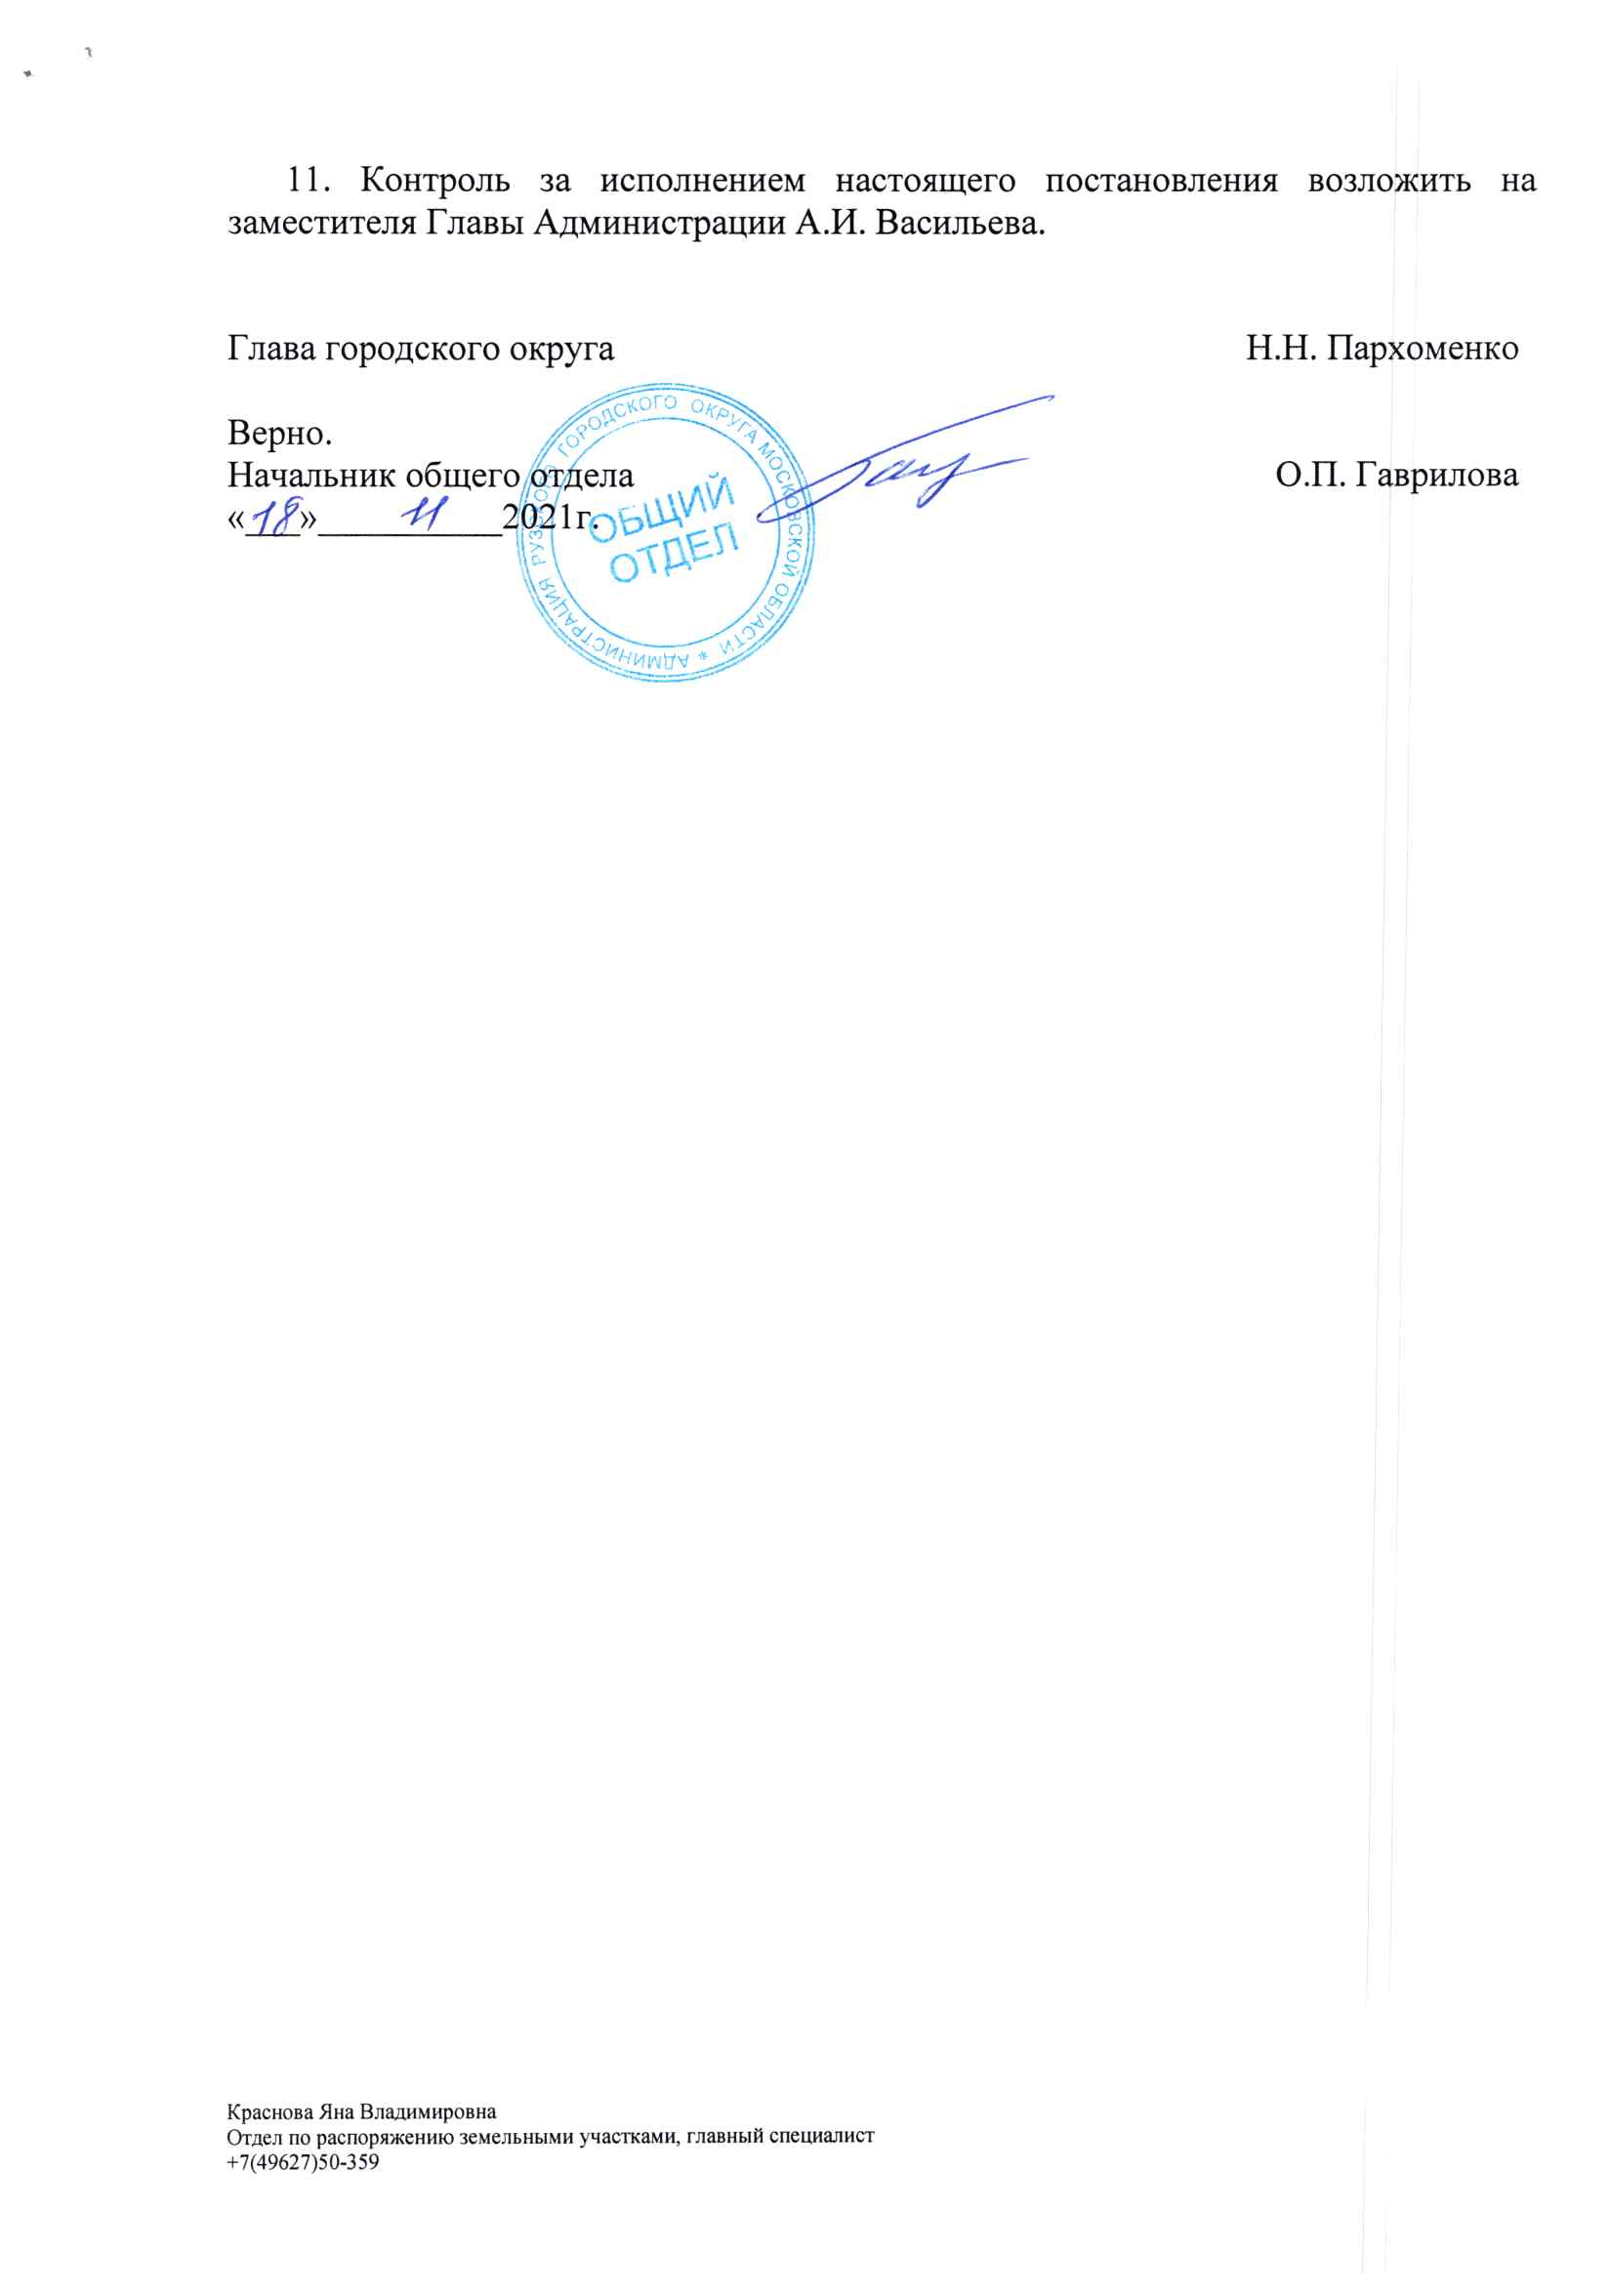 11. Контроль за исполнением настоящего постановления возложить на
заместителя Главы Администрации А.И. Васильева.
Глава городского округа Н.Н. Пархоменко
Верно.
Начальник общего отдела О.П. Гаврилова
«18» 11 2021г.
АДМИНИСТРАЦИЯ РУЗСКОГО ГОРОДСКОГО ОКРУГА МОСКОВСКОЙ ОБЛАСТИ *
ОБЩИЙ
ОТДЕЛ
Краснова Яна Владимировна
Отдел по распоряжению земельными участками, главный специалист
+7(49627)50-359